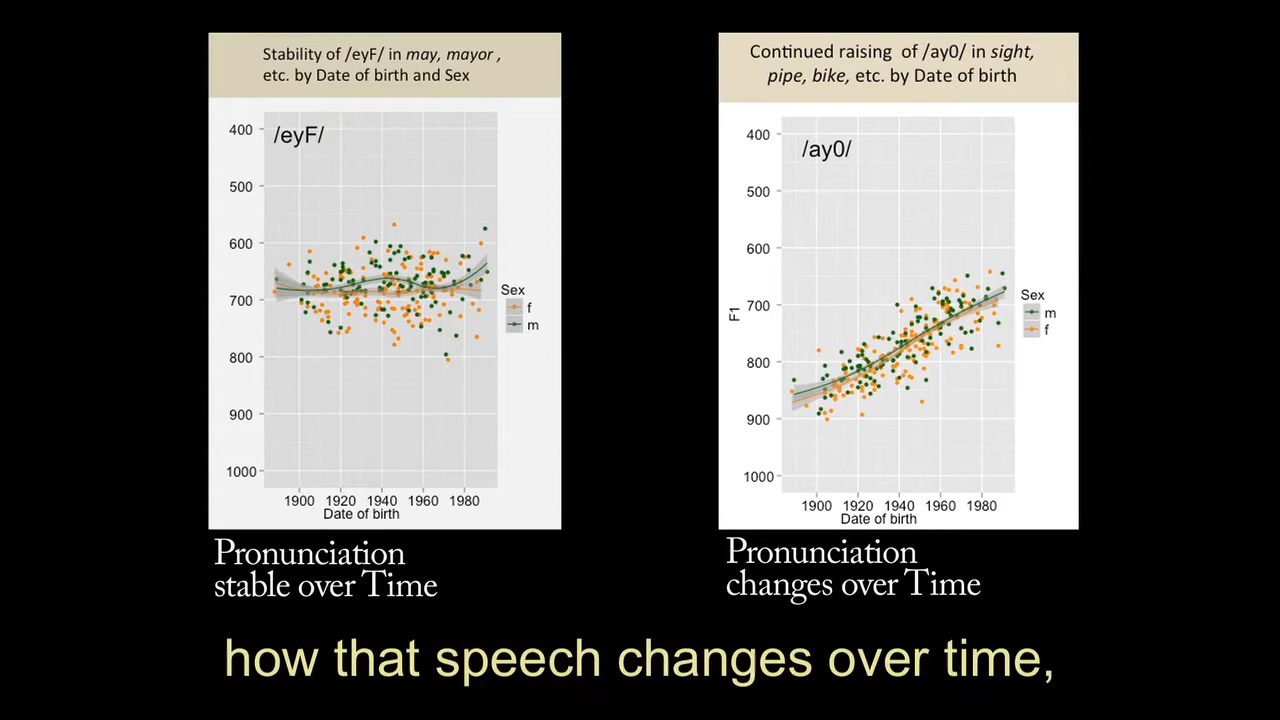 Stability of /eyF/ in may, mayor ,
etc. by Date of birth and Sex
/eyF/
400
500
600
700
800
900
1000
1900 1920 1940 1960 1980
Date of birth
Sex
f
m
Pronunciation
stable over Time
Continued raising of /ay0/ in sight,
pipe, bike, etc. by Date of birth
/ay0/
F1
400
500
600
700
800
900
1000
1900 1920 1940 1960 1980
Date of birth
Sex
m
f
Pronunciation
changes over Time
how that speech changes over time,